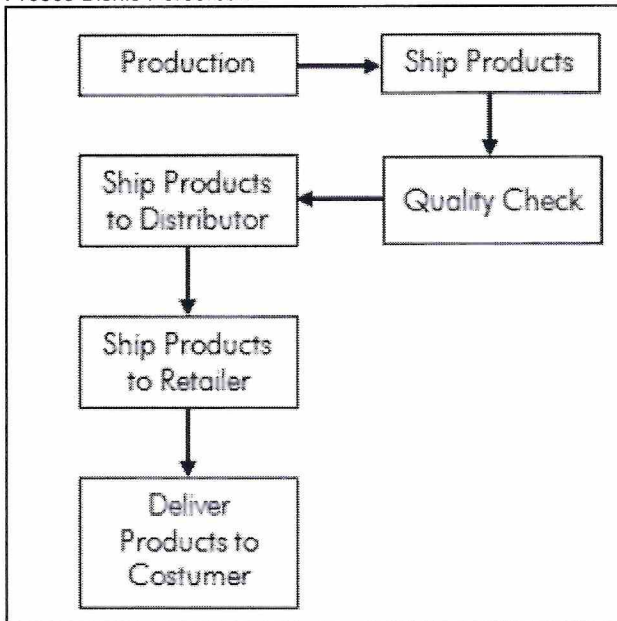 Production
Ship Products
Quality Check
Ship Products
to Distributor
Ship Products
to Retailer
Deliver
Products to
Costumer